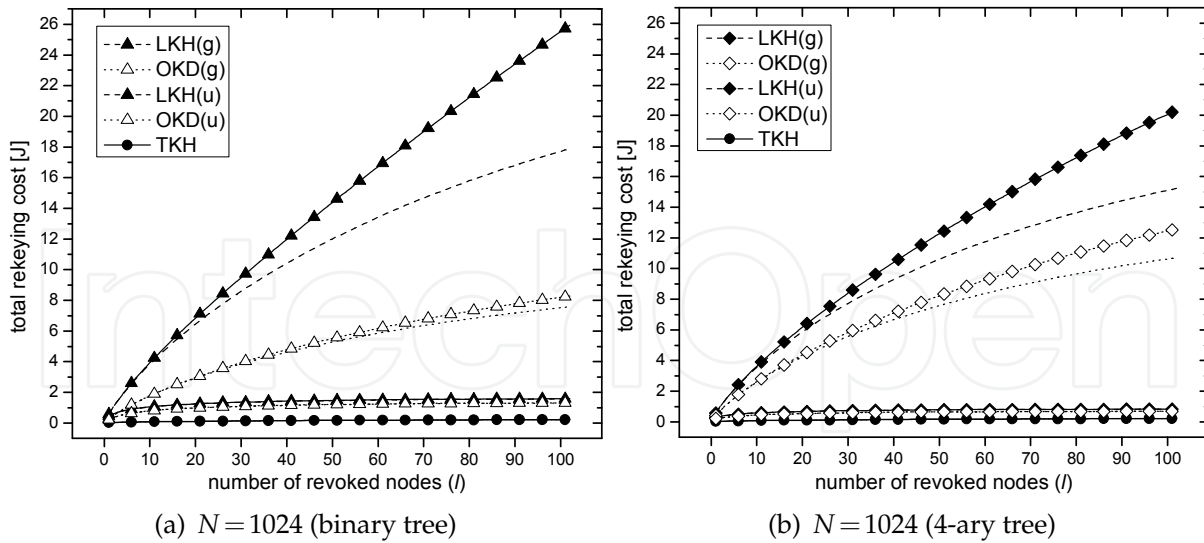 total rekeying cost [J]
26
24
22
20
18
16
14
12
10
8
6
4
2
0
LKH(g)
OKD(g)
LKH(u)
OKD(u)
TKH
0 10 20 30 40 50 60 70 80 90 100
number of revoked nodes (l)
(a) N = 1024 (binary tree)
total rekeying cost [J]
26
24
22
20
18
16
14
12
10
8
6
4
2
0
LKH(g)
OKD(g)
LKH(u)
OKD(u)
TKH
0 10 20 30 40 50 60 70 80 90 100
number of revoked nodes (l)
(b) N = 1024 (4-ary tree)
IntechOpen